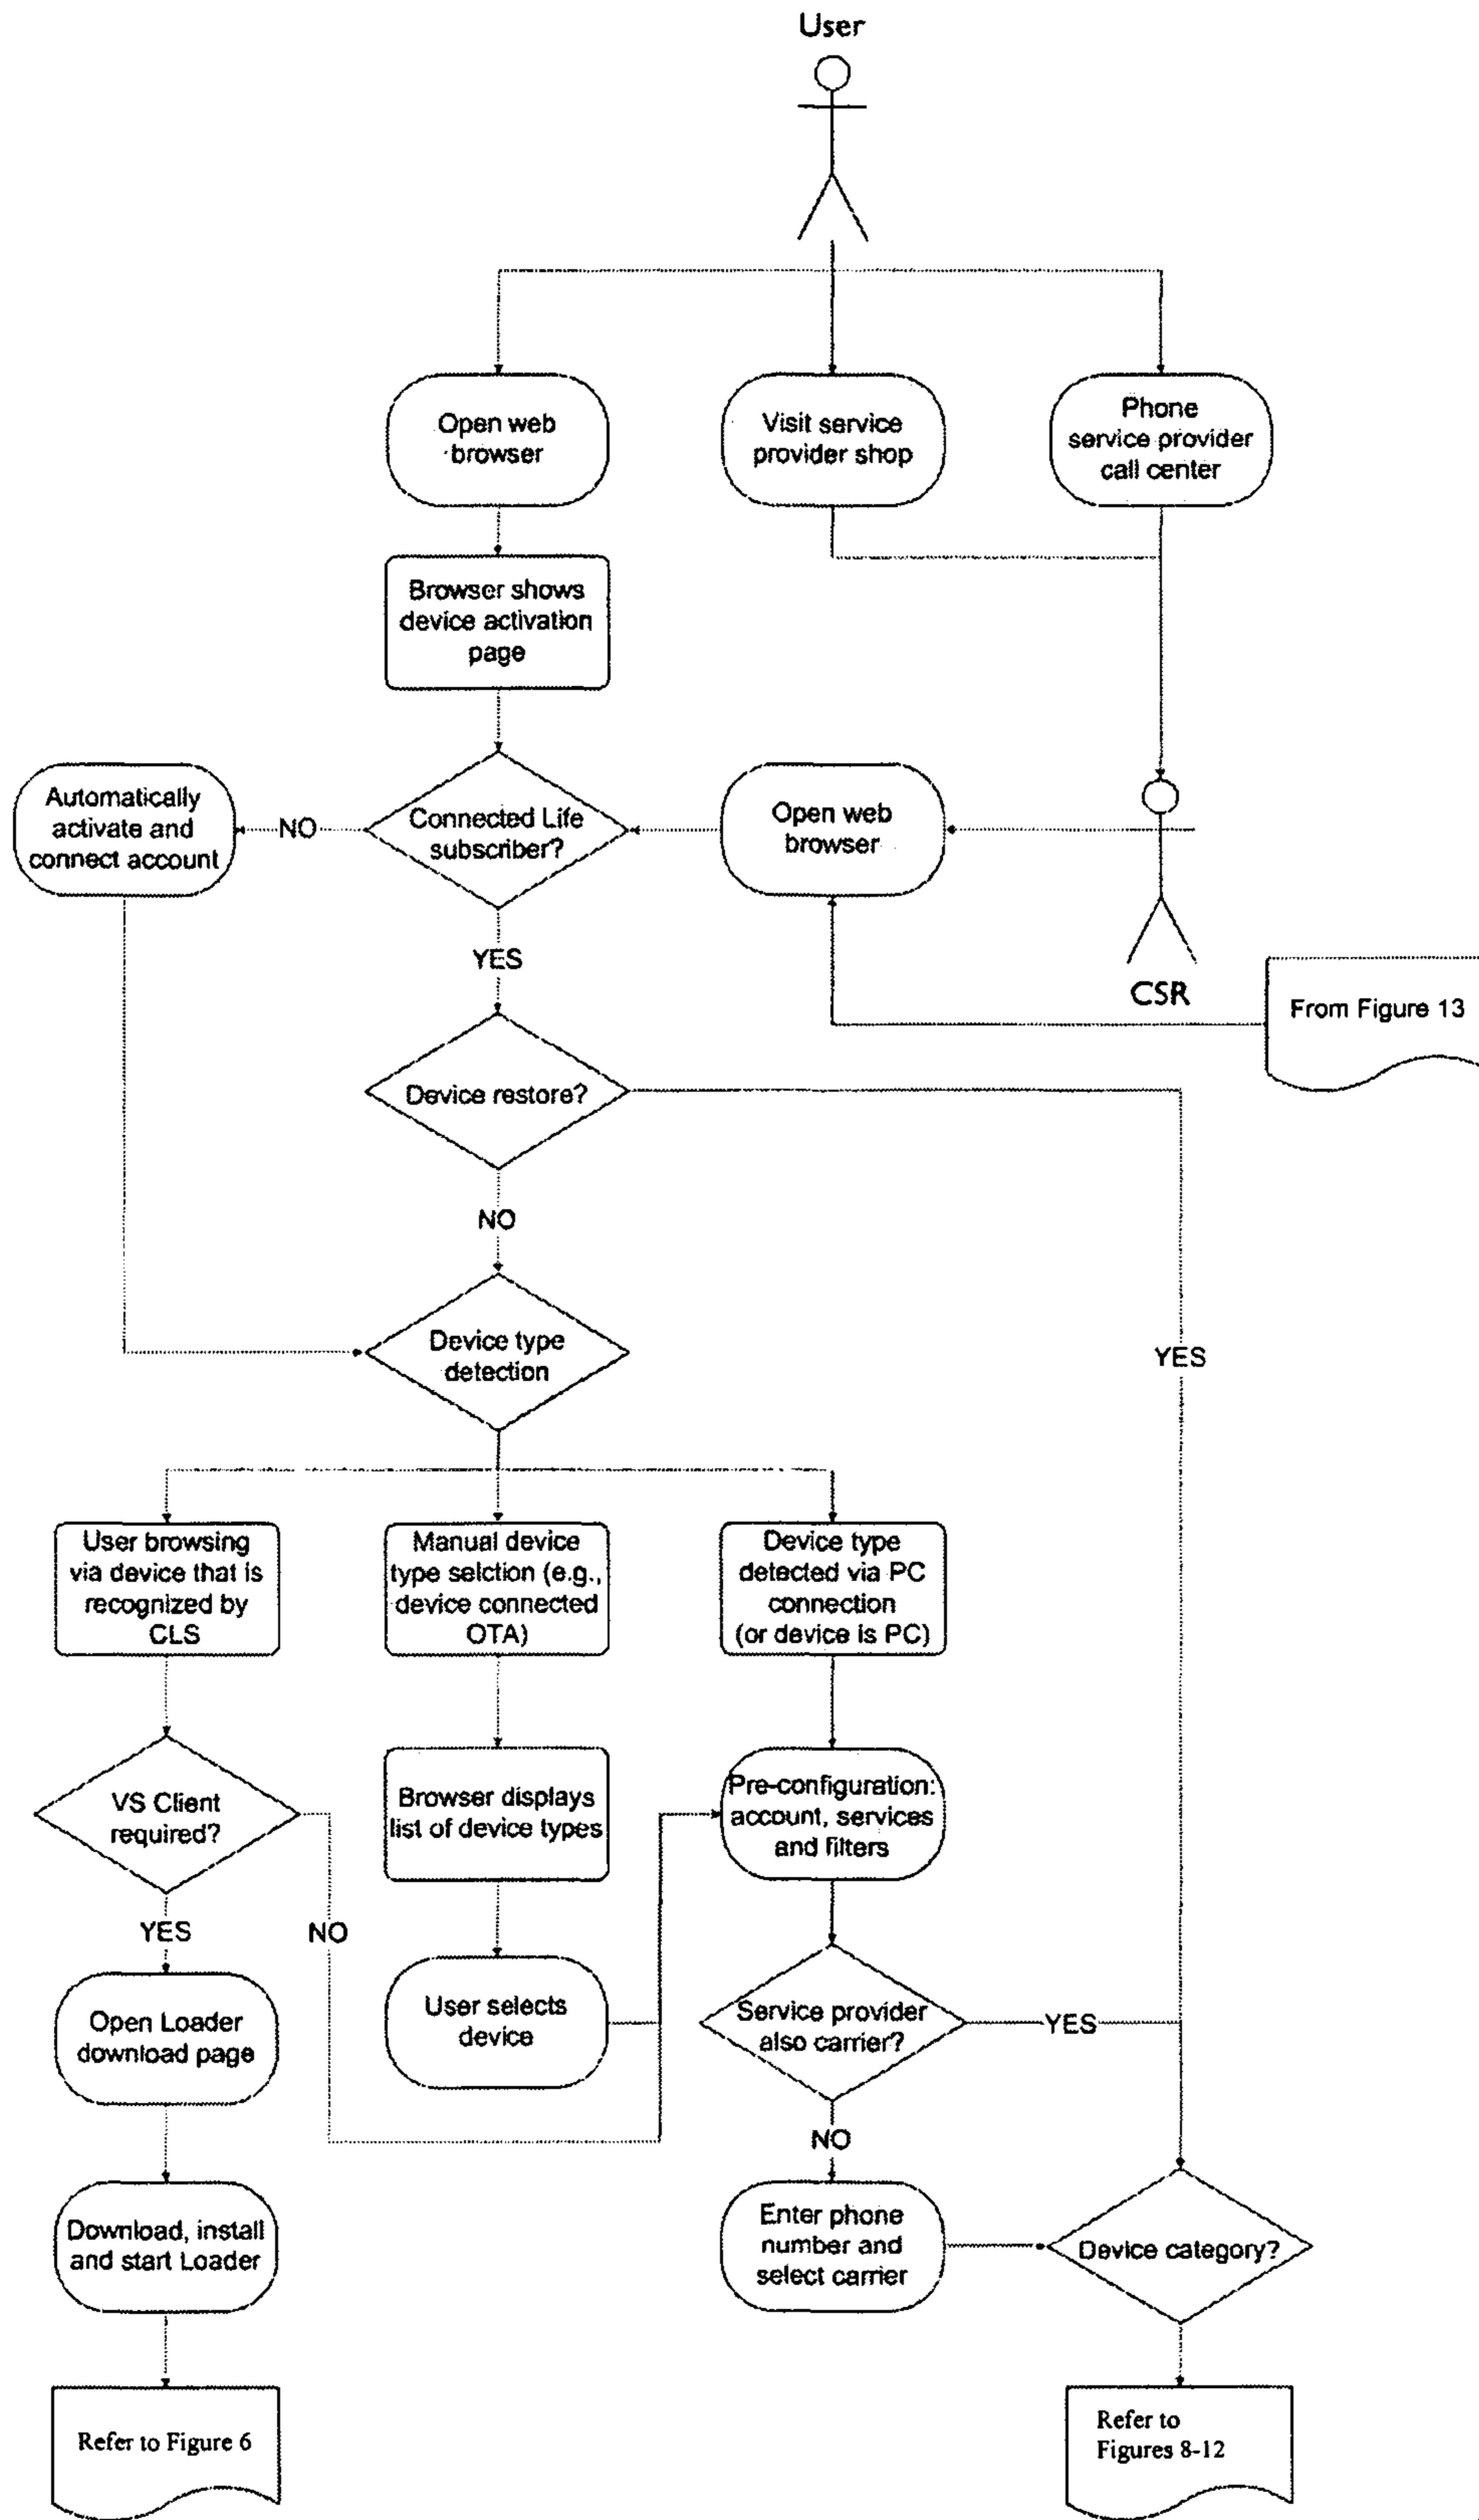 User
Open web
browser
Visit service
provider shop
Phone
service provider
call center
Browser shows
device activation
page
Automatically
activate and
connect account
NO
Connected Life
subscriber?
Open web
browser
YES
CSR
From Figure 13
Device restore?
NO
Device type
detection
YES
User browsing
via device that is
recognized by
CLS
Manual device
type selction (e.g.,
device connected
OTA)
Device type
detected via PC
connection
(or device is PC)
VS Client
required?
Browser displays
list of device types
Pre-configuration:
account, services
and filters
YES
NO
Open Loader
download page
User selects
device
Service provider
also carrier?
YES
NO
Download, install
and start Loader
Enter phone
number and
select carrier
Device category?
Refer to Figure 6
Refer to
Figures 8-12